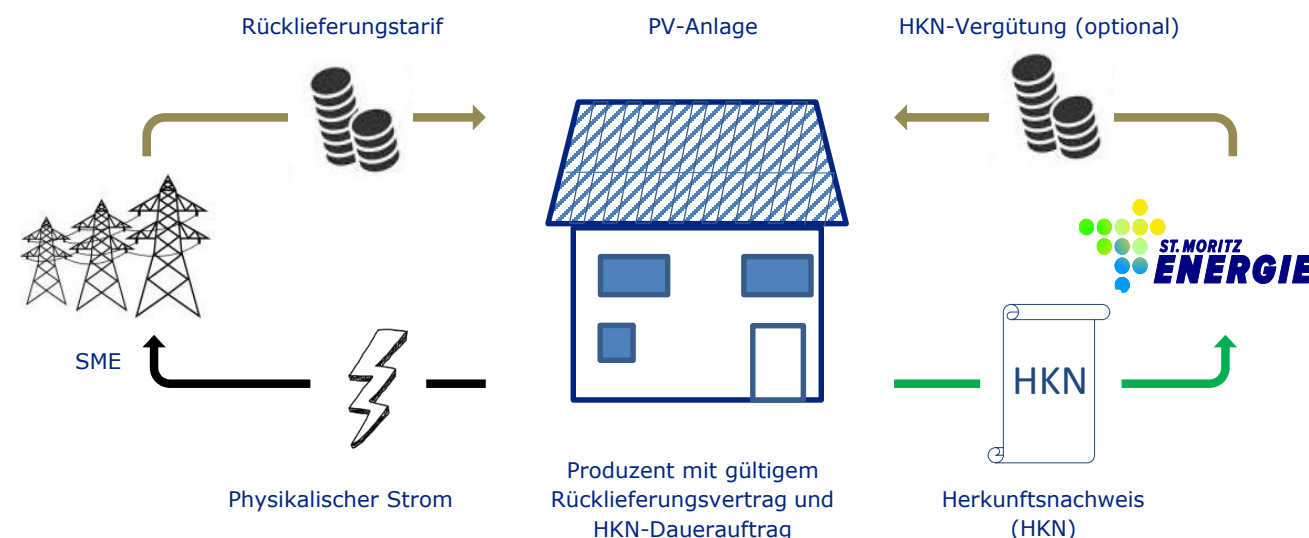 Rücklieferungstarif
PV-Anlage
HKN-Vergütung (optional)
ST. MORITZ
ENERGIE
SME
HKN
Physikalischer Strom
Produzent mit gültigem
Rücklieferungsvertrag und
HKN-Dauerauftrag
Herkunftsnachweis
(HKN)